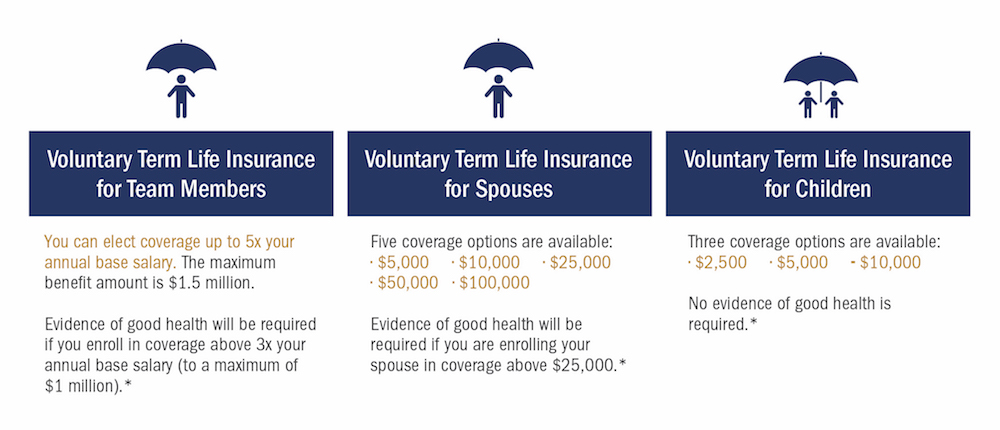 Voluntary Term Life Insurance
for Team Members
You can elect coverage up to 5x your
annual base salary. The maximum
benefit amount is $1.5 million.
Evidence of good health will be required
if you enroll in coverage above 3x your
annual base salary (to a maximum of
$1 million).*
Voluntary Term Life Insurance
for Spouses
Five coverage options are available:
· $5,000 · $10,000 · $25,000
· $50,000 · $100,000
Evidence of good health will be
required if you are enrolling your
spouse in coverage above $25,000.*
Voluntary Term Life Insurance
for Children
Three coverage options are available:
· $2,500 · $5,000 - $10,000
No evidence of good health is
required.*